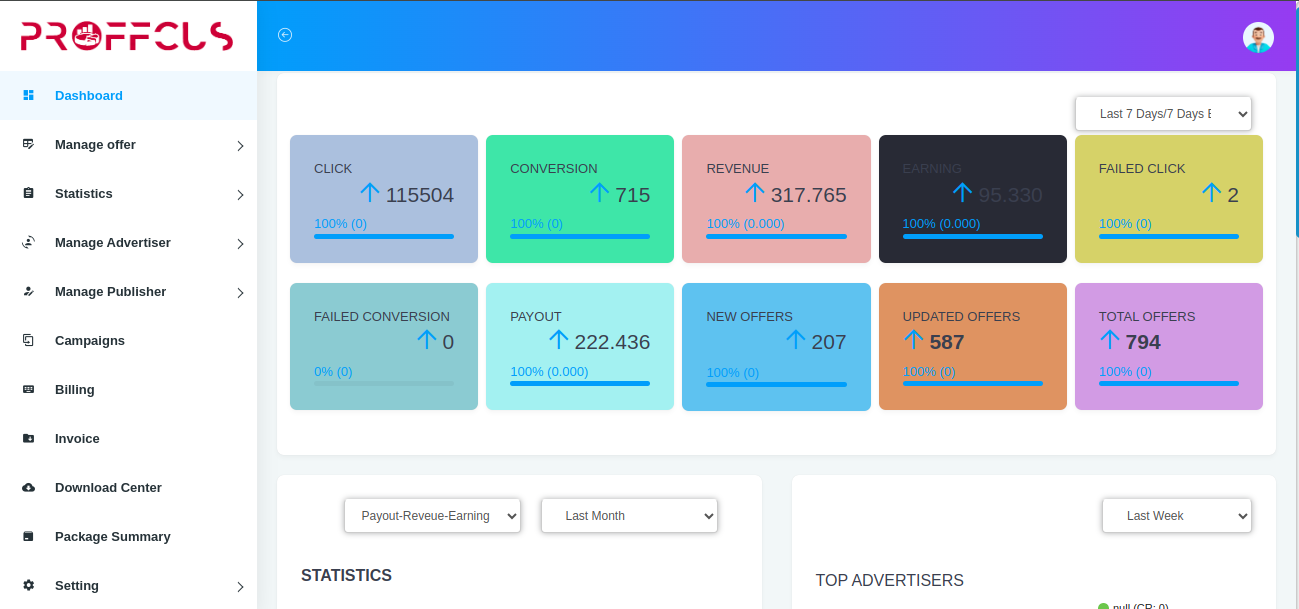 PROFFCUS
Dashboard
Manage offer
Statistics
Manage Advertiser
Manage Publisher
Campaigns
Billing
Invoice
Download Center
Package Summary
Setting
Last 7 Days/7 Days
CLICK
115504
100% (0)
CONVERSION
715
100% (0)
REVENUE
317.765
100% (0.000)
EARNING
95.330
100% (0.000)
FAILED CLICK
2
100% (0)
FAILED CONVERSION
0
0% (0)
PAYOUT
222.436
100% (0.000)
NEW OFFERS
207
100% (0)
UPDATED OFFERS
587
100% (0)
TOTAL OFFERS
794
100% (0)
Payout-Reveue-Earning
Last Month
STATISTICS
Last Week
TOP ADVERTISERS
null (CR: 0)